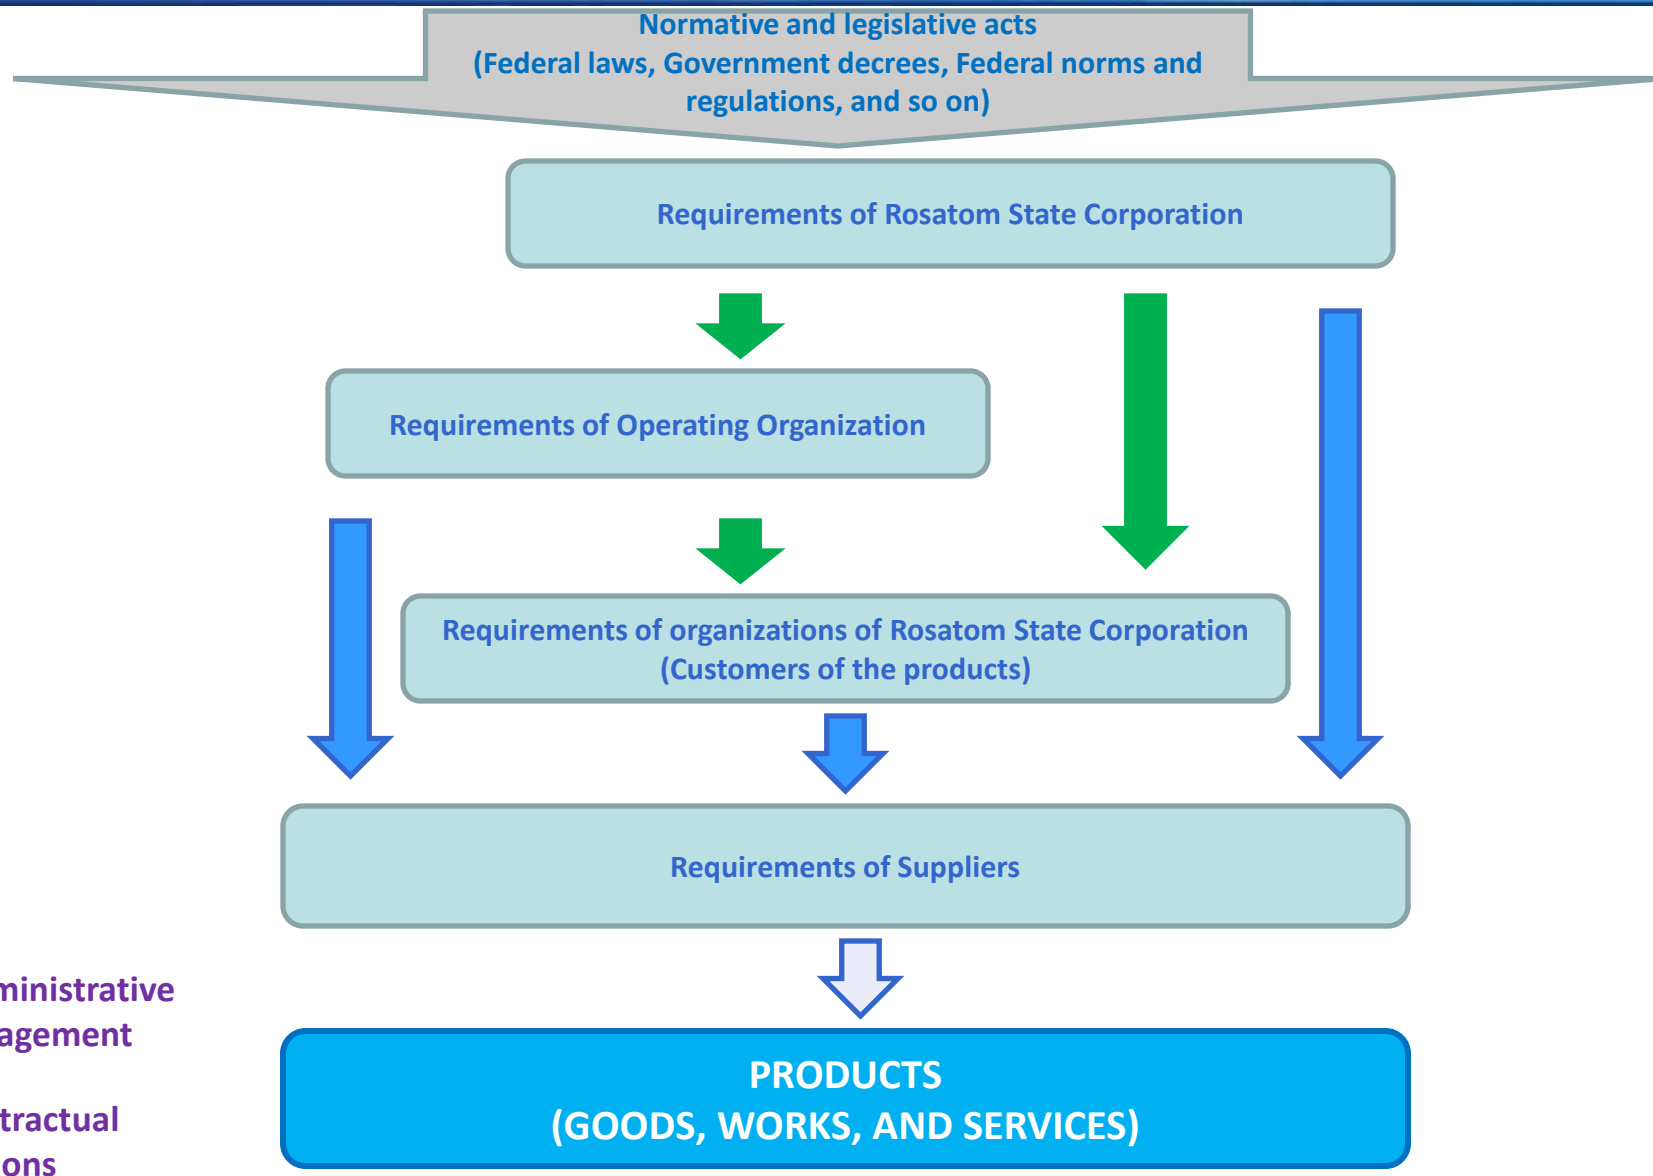 Normative and legislative acts
(Federal laws, Government decrees, Federal norms and
regulations, and so on)
Requirements of Rosatom State Corporation
Requirements of Operating Organization
Requirements of organizations of Rosatom State Corporation
(Customers of the products)
Requirements of Suppliers
ministrative
agement
PRODUCTS
(GOODS, WORKS, AND SERVICES)
tractual
ions